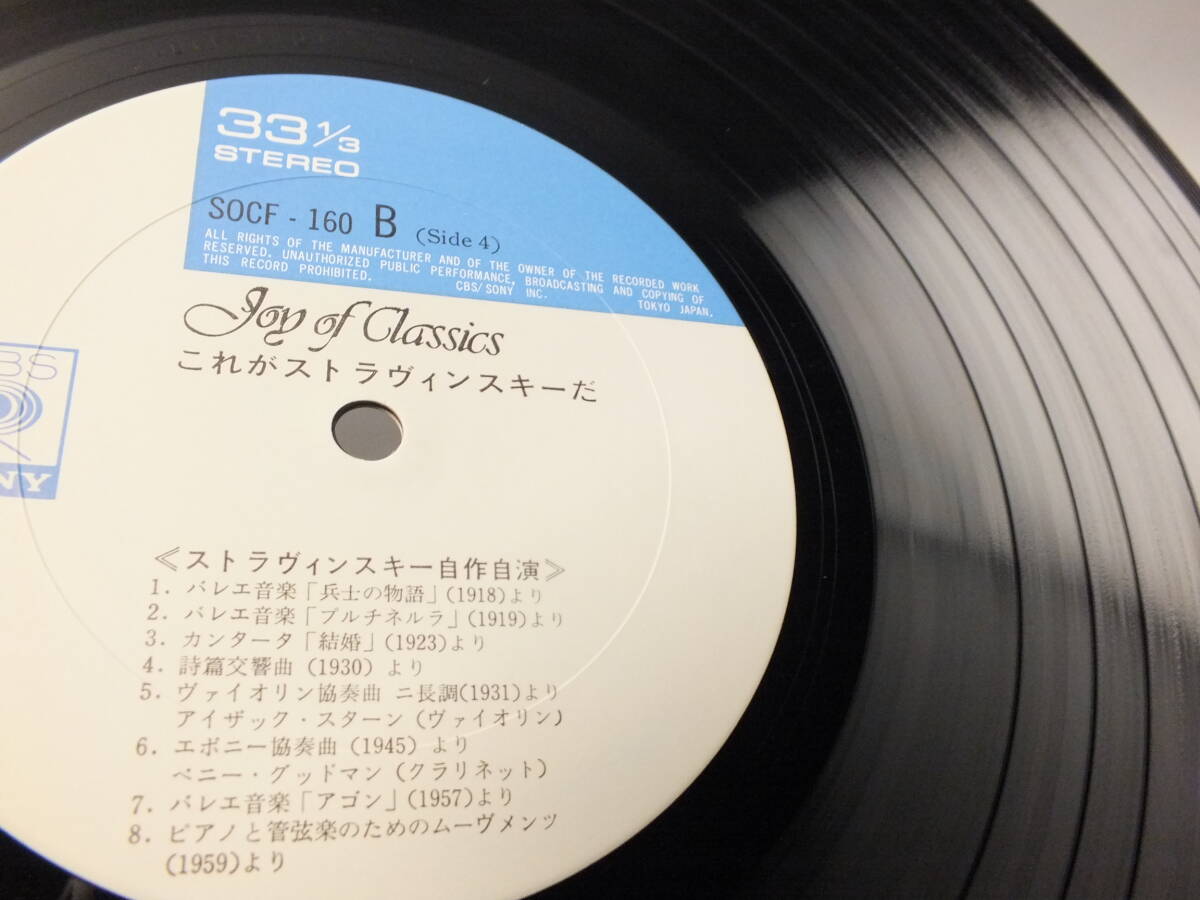 33 1/3
STEREO
SOCF - 160 B (Side 4)
ALL RIGHTS OF THE MANUFACTURER AND OF THE OWNER OF THE RECORDED WORK
RESERVED. UNAUTHORIZED PUBLIC PERFORMANCE, BROADCASTING AND COPYING OF
THIS RECORD PROHIBITED. CBS/SONY INC. TOKYO JAPAN.
Joy of Classics
これがストラヴィンスキーだ
BS
NY
≪ストラヴィンスキー自作自演≫
1. バレエ音楽「兵士の物語」(1918)より
2. バレエ音楽「プルチネルラ」(1919)より
3. カンタータ「結婚」(1923)より
4. 詩篇交響曲 (1930) より
5. ヴァイオリン協奏曲 ニ長調(1931)より
アイザック・スターン(ヴァイオリン)
6. エボニー協奏曲 (1945) より
ベニー・グッドマン(クラリネット)
7. バレエ音楽「アゴン」(1957)より
8. ピアノと管弦楽のためのムーヴメンツ
(1959)より